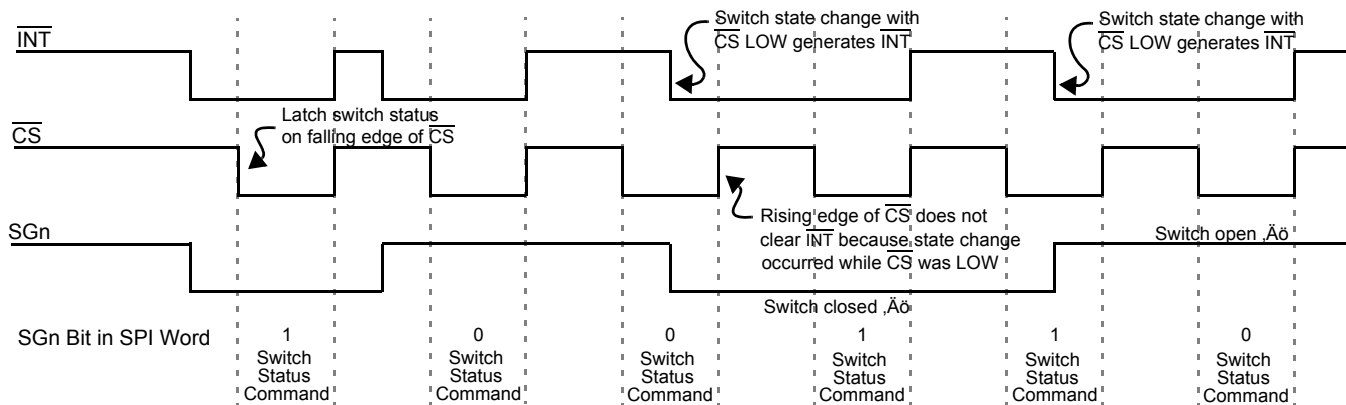 Switch state change with
CS LOW generates INT
Switch state change with
CS LOW generates INT
INT
Latch switch status
on falling edge of CS
CS
Rising edge of CS does not
clear INT because state change
occurred while CS was LOW
SGn
Switch open ‚Äö
Switch closed ‚Äö
SGn Bit in SPI Word
1
Switch
Status
Command
0
Switch
Status
Command
0
Switch
Status
Command
1
Switch
Status
Command
1
Switch
Status
Command
0
Switch
Status
Command